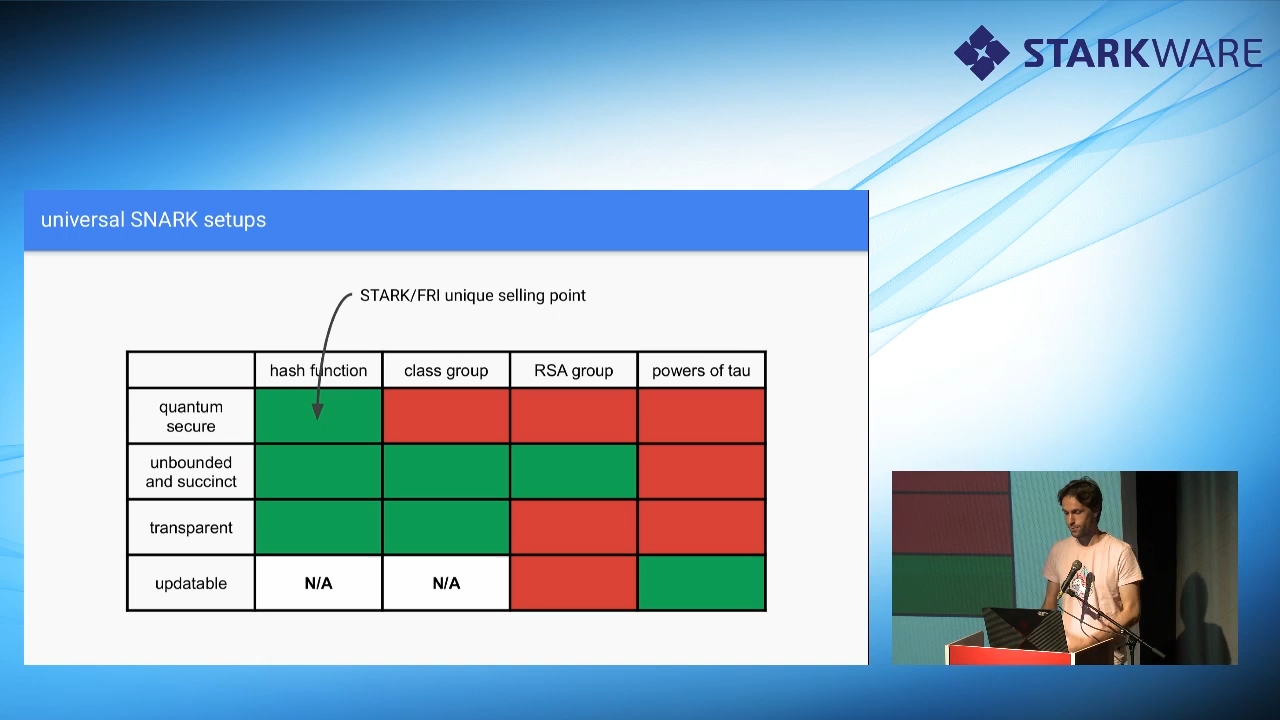 STARKWARE
universal SNARK setups
STARK/FRI unique selling point
hash function
class group
RSA group
powers of tau
quantum
secure
unbounded
and succinct
transparent
updatable
N/A
N/A